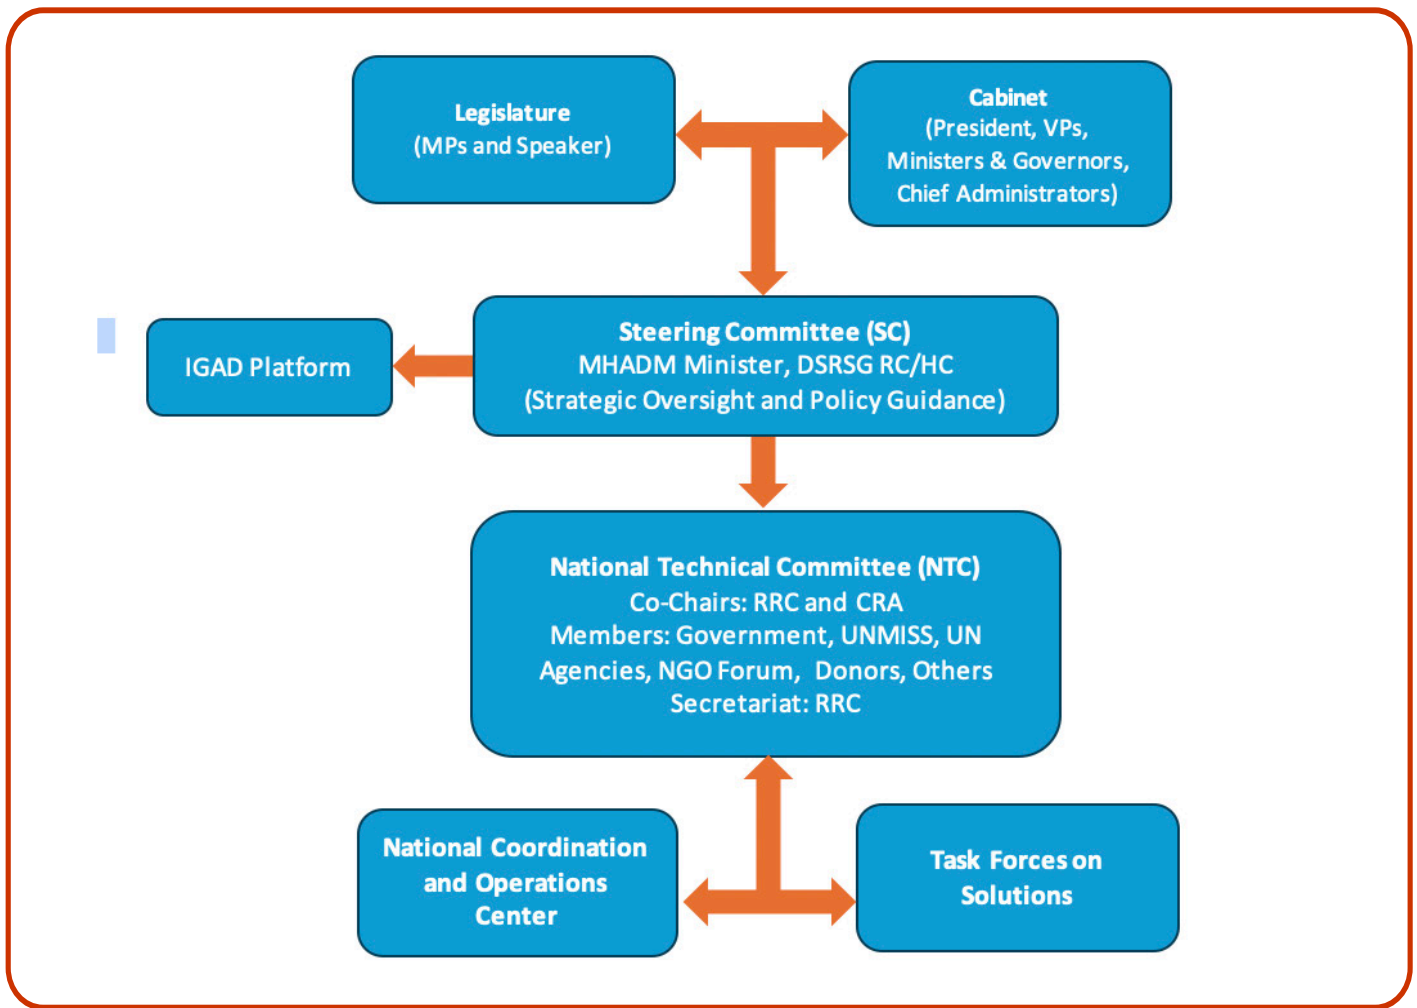 Legislature
(MPs and Speaker)
Cabinet
(President, VPs,
Ministers & Governors,
Chief Administrators)
Steering Committee (SC)
MHADM Minister, DSRSG RC/HC
(Strategic Oversight and Policy Guidance)
IGAD Platform
National Technical Committee (NTC)
Co-Chairs: RRC and CRA
Members: Government, UNMISS, UN
Agencies, NGO Forum, Donors, Others
Secretariat: RRC
National Coordination
and Operations
Center
Task Forces on
Solutions